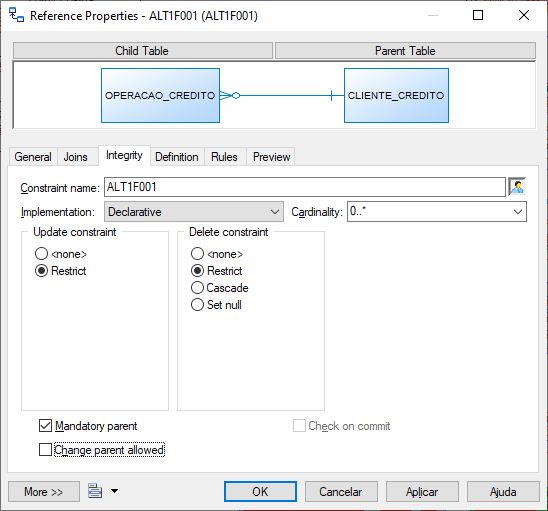 Reference Properties - ALT1F001 (ALT1F001)
Child Table
Parent Table
OPERACAO_CREDITO
CLIENTE_CREDITO
General
Joins
Integrity
Definition
Rules
Preview
Constraint name:
ALT1F001
Implementation:
Declarative
Cardinality:
0..*
Update constraint
<none>
Restrict
Delete constraint
<none>
Restrict
Cascade
Set null
Mandatory parent
Check on commit
Change parent allowed
More >>
OK
Cancelar
Aplicar
Ajuda